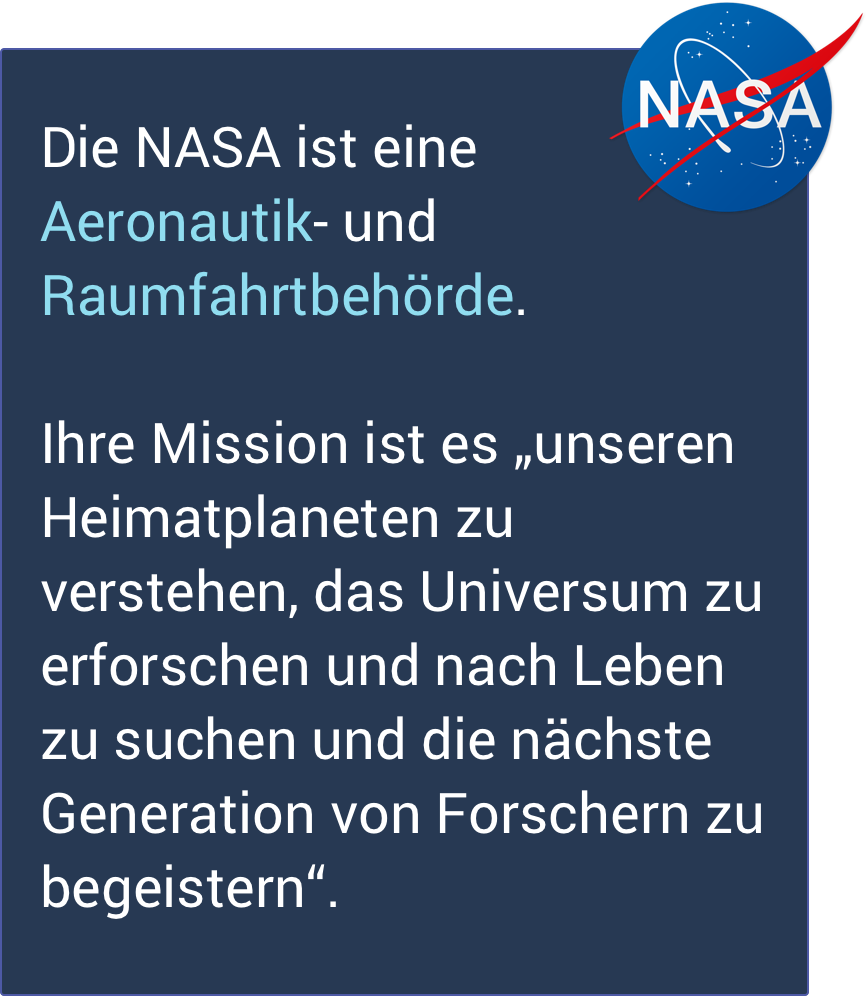 NASA
Die NASA ist eine
Aeronautik- und
Raumfahrtbehörde.
Ihre Mission ist es „unseren
Heimatplaneten zu
verstehen, das Universum zu
erforschen und nach Leben
zu suchen und die nächste
Generation von Forschern zu
begeistern“.